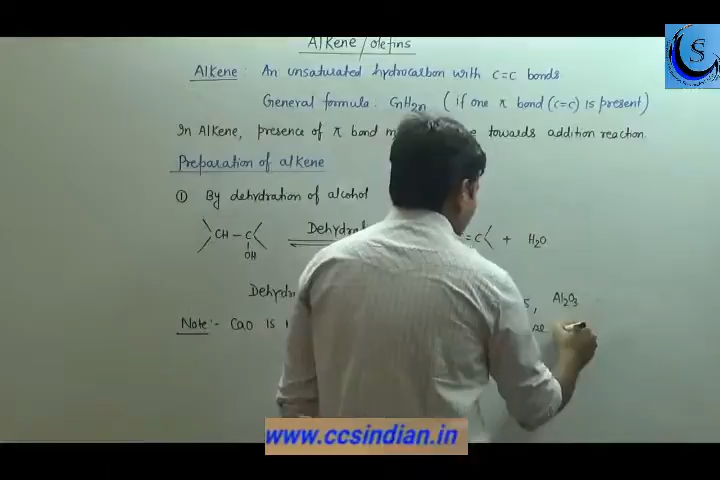 Alkene/olefins
Alkene: An unsaturated hydrocarbon with C=C bonds
General formula. CnH2n ( if one π bond (C=C) is present)
In Alkene, presence of π bond m towards addition reaction.
Preparation of alkene
① By dehydration of alcohol
CH - C Dehydrat = C + H2O
OH
Dehyd , Al2O3
Note:- CaO is
www.ccsindian.in
S